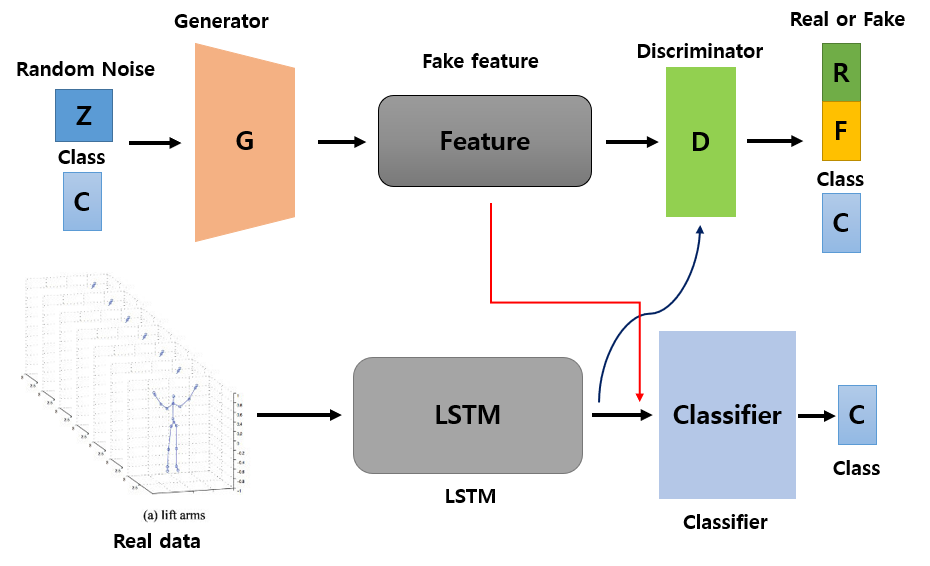 Generator
Real or Fake
Random Noise
Fake feature
Discriminator
Z
G
Feature
D
R
F
Class
C
Class
C
LSTM
Classifier
C
Class
LSTM
Classifier
(a) lift arms
Real data